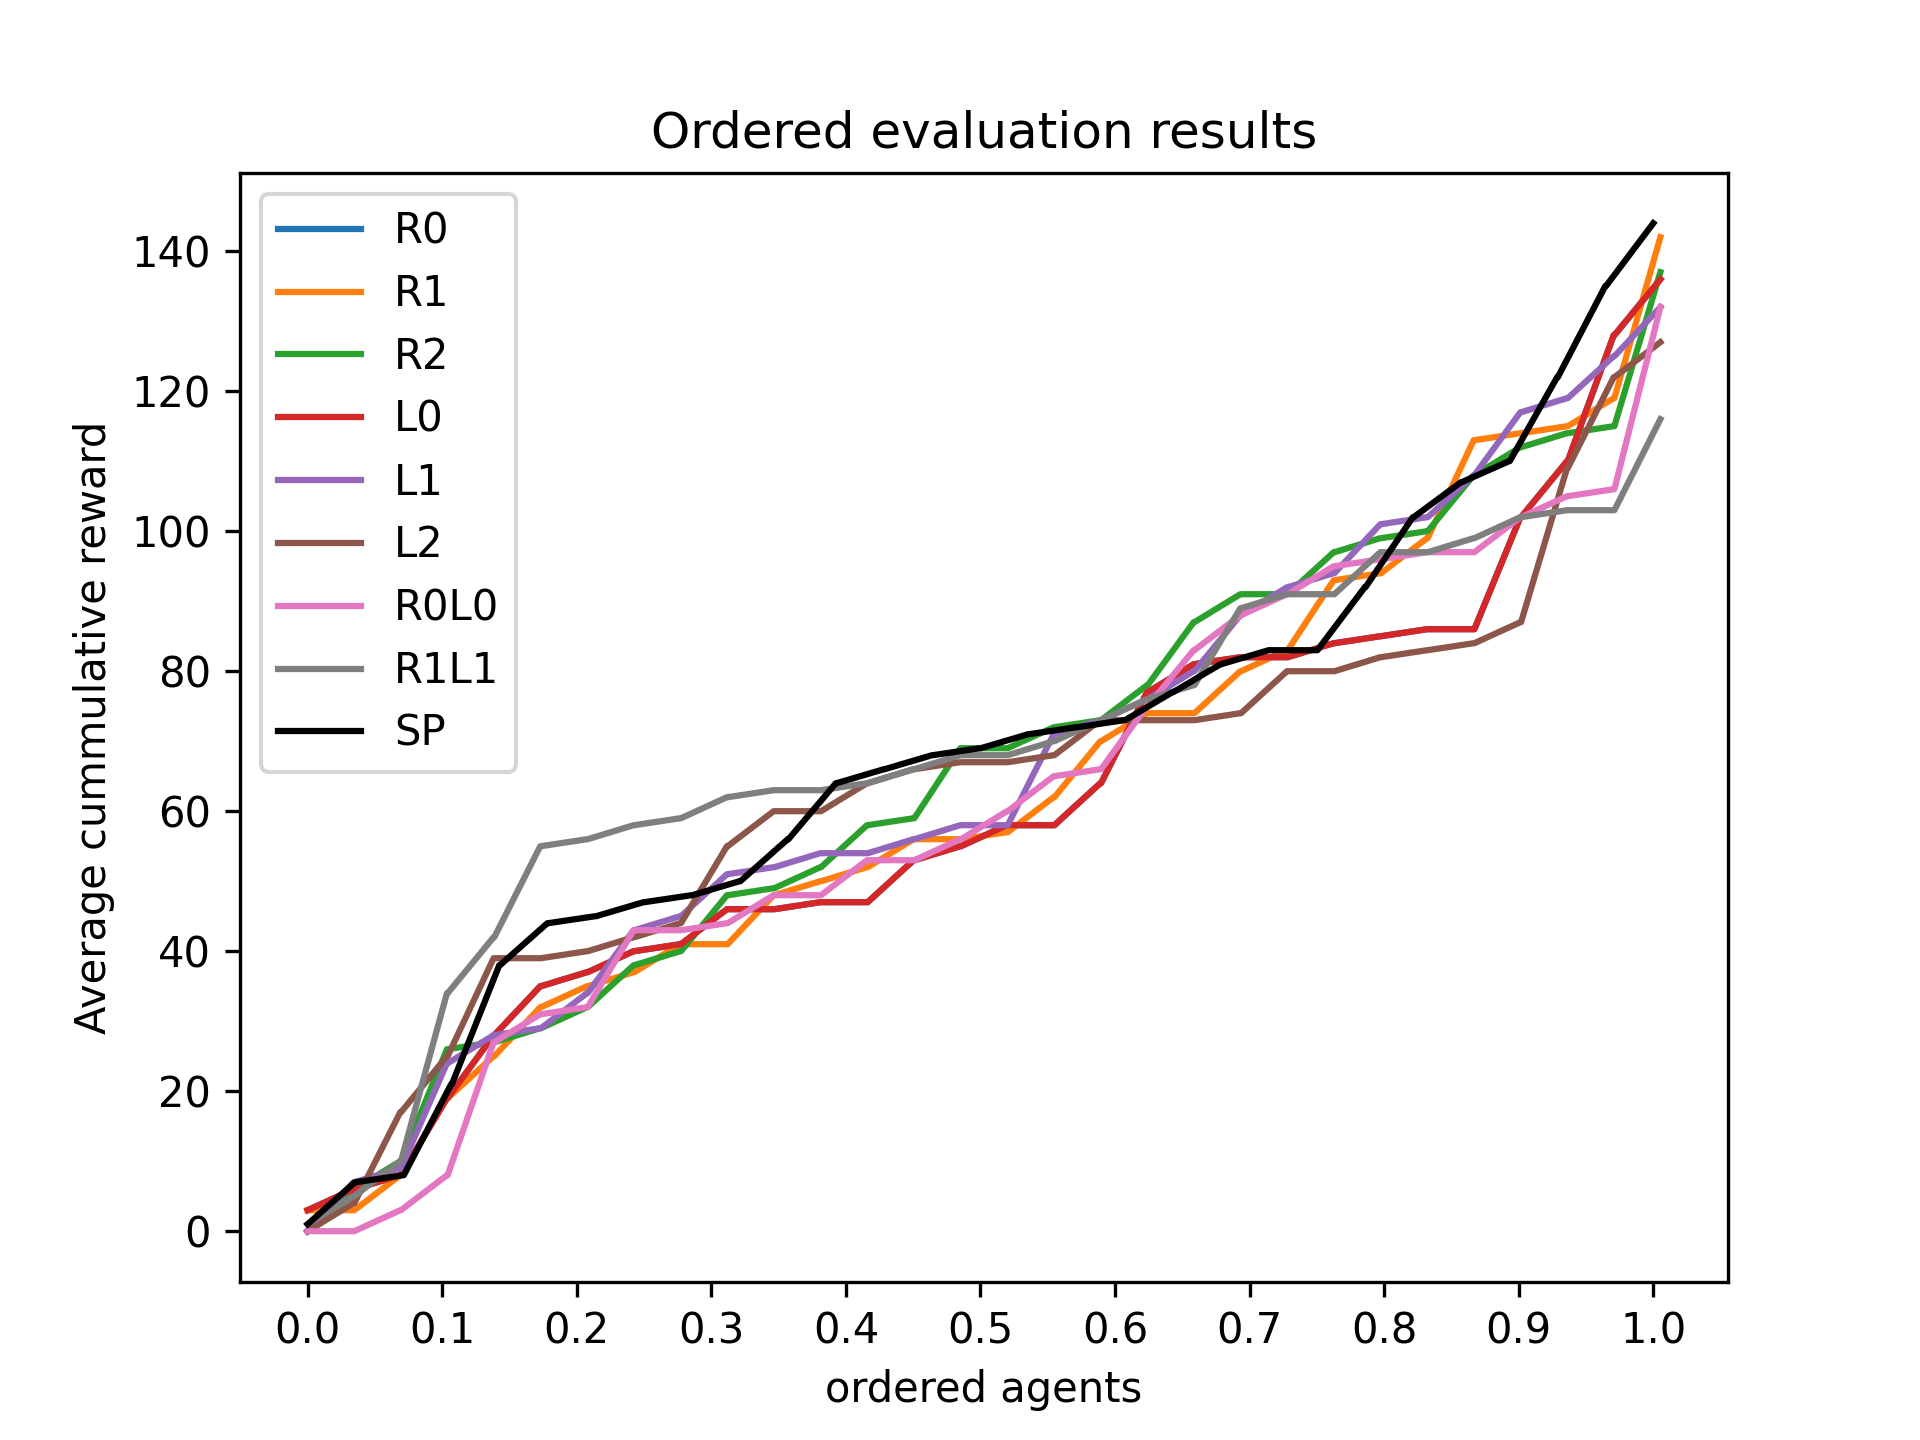 Ordered evaluation results
R0
R1
R2
L0
L1
L2
R0L0
R1L1
SP
Average cummulative reward
140
120
100
80
60
40
20
0
0.0 0.1 0.2 0.3 0.4 0.5 0.6 0.7 0.8 0.9 1.0
ordered agents